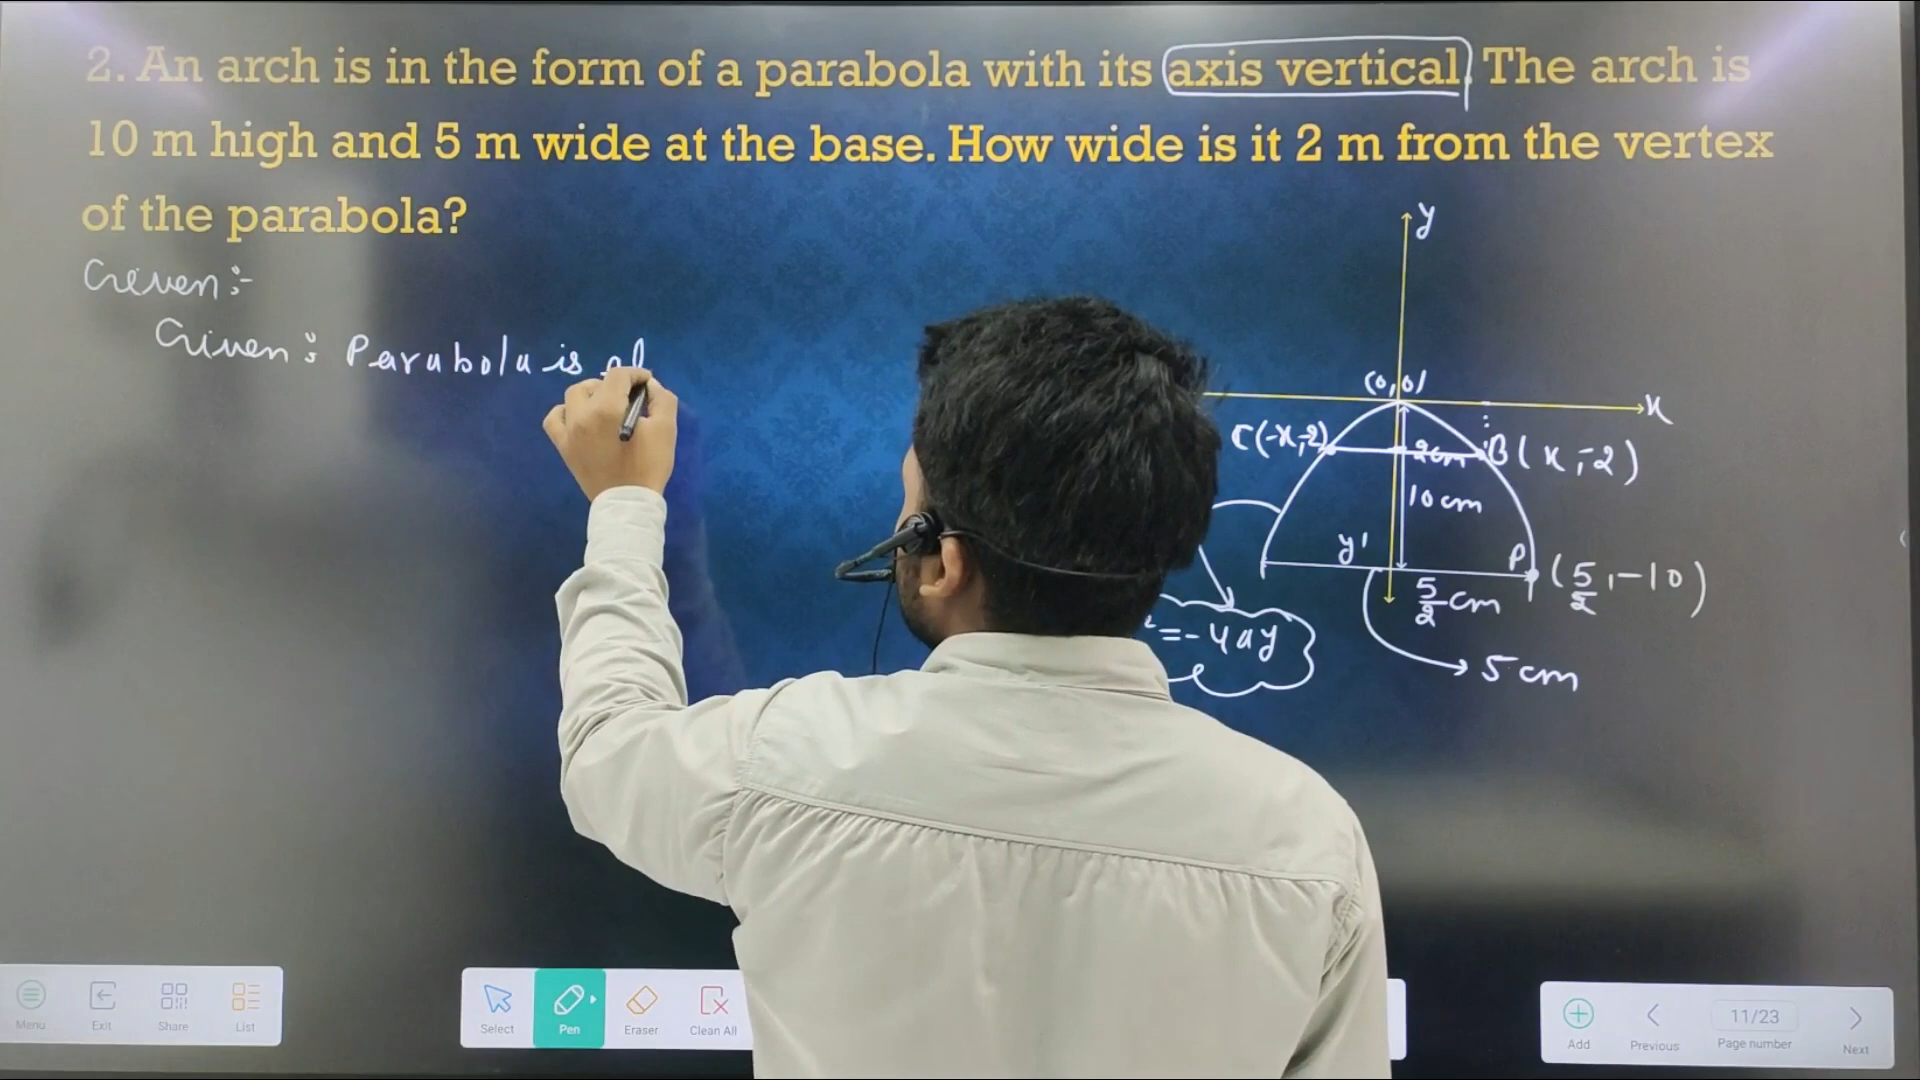 2. An arch is in the form of a parabola with its axis vertical. The arch is
10 m high and 5 m wide at the base. How wide is it 2 m from the vertex
of the parabola?
Given :-
Given : Parabola is of
y
(0,0)
x
C(-x,-2)
2cm
B(x,-2)
10cm
y'
P
(5/2, -10)
5/2 cm
²=-4ay
5 cm
Menu
Exit
Share
List
Select
Pen
Eraser
Clean All
Add
Previous
11/23
Page number
Next